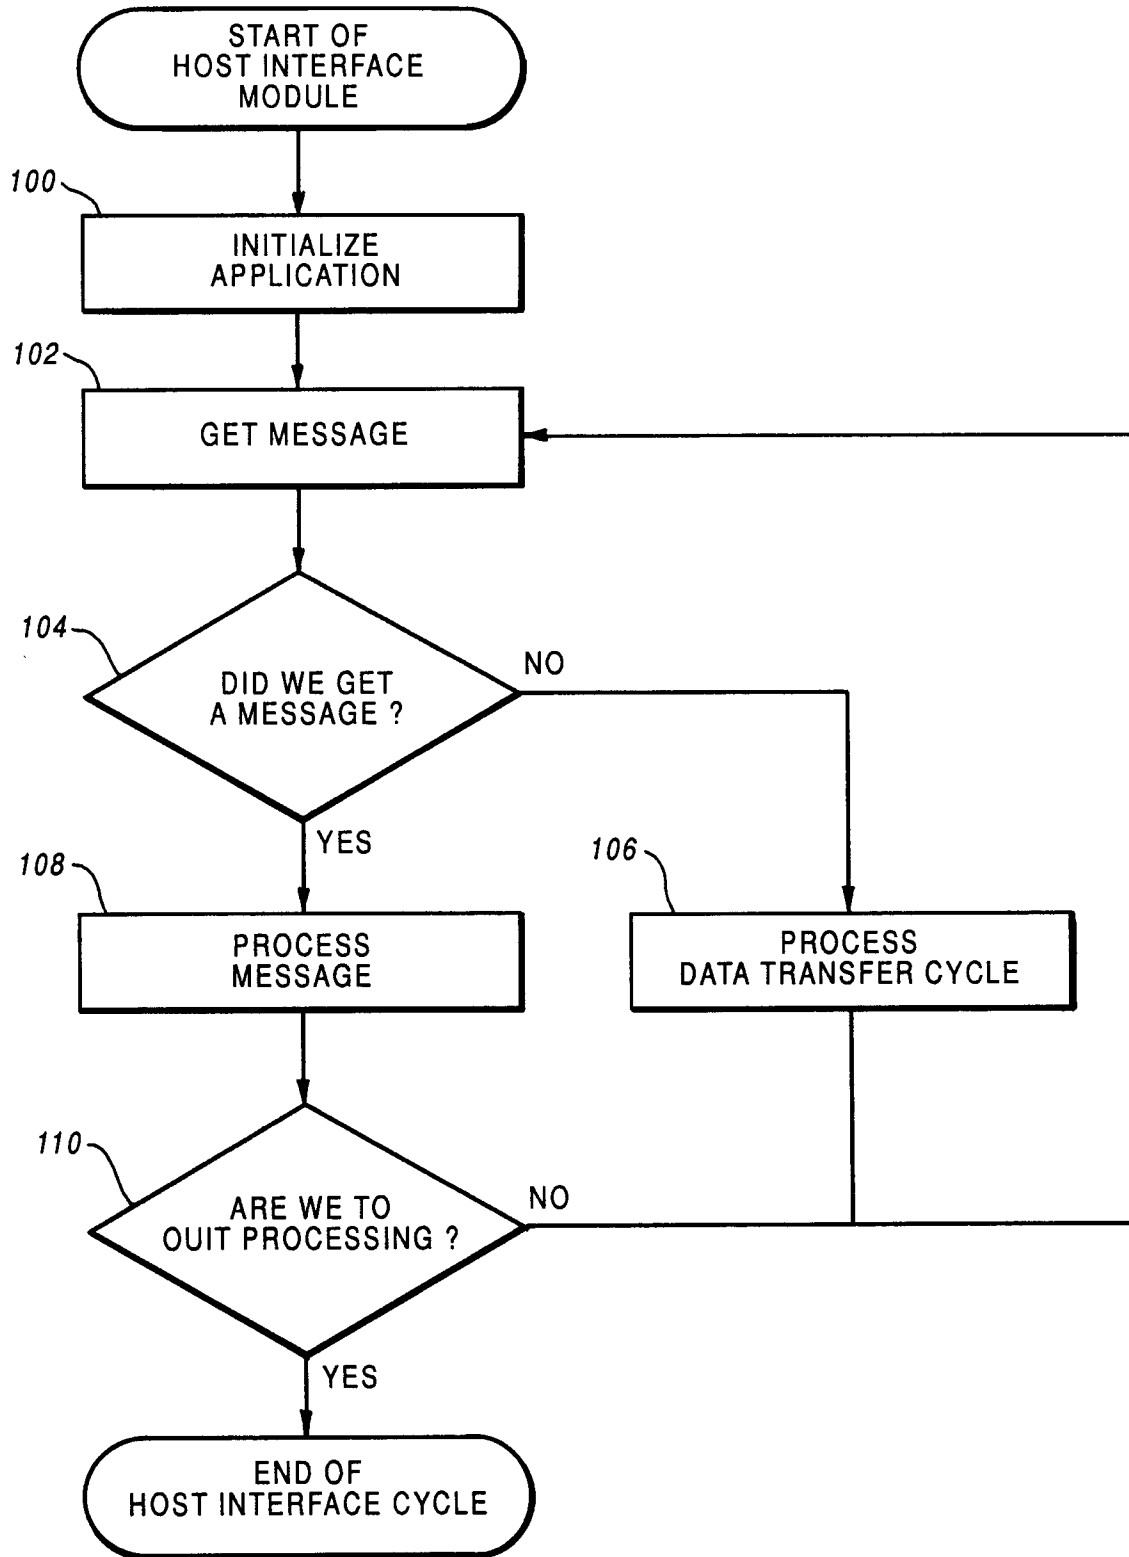 START OF
HOST INTERFACE
MODULE
100
INITIALIZE
APPLICATION
102
GET MESSAGE
104
DID WE GET
A MESSAGE ?
NO
YES
108
PROCESS
MESSAGE
106
PROCESS
DATA TRANSFER CYCLE
110
ARE WE TO
OUIT PROCESSING ?
NO
YES
END OF
HOST INTERFACE CYCLE